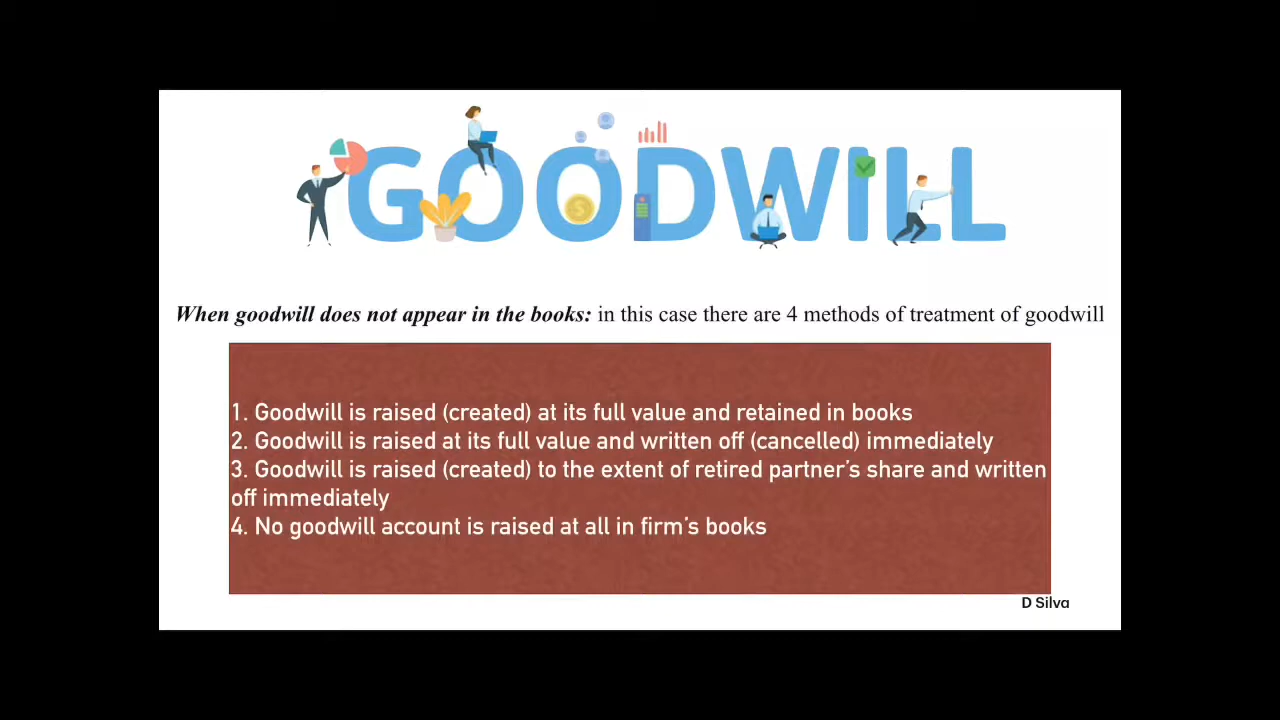 GOODWILL
When goodwill does not appear in the books: in this case there are 4 methods of treatment of goodwill
1. Goodwill is raised (created) at its full value and retained in books
2. Goodwill is raised at its full value and written off (cancelled) immediately
3. Goodwill is raised (created) to the extent of retired partner's share and written
off immediately
4. No goodwill account is raised at all in firm's books
D Silva